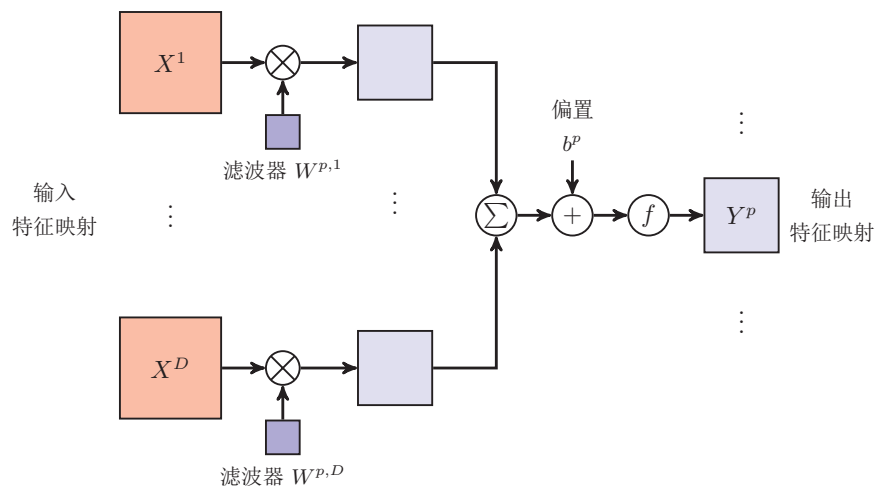 X^1
滤波器 W^{p,1}
输入
特征映射
⋮
⋮
X^D
滤波器 W^{p,D}
∑
偏置
b^p
+
f
⋮
Y^p
⋮
输出
特征映射